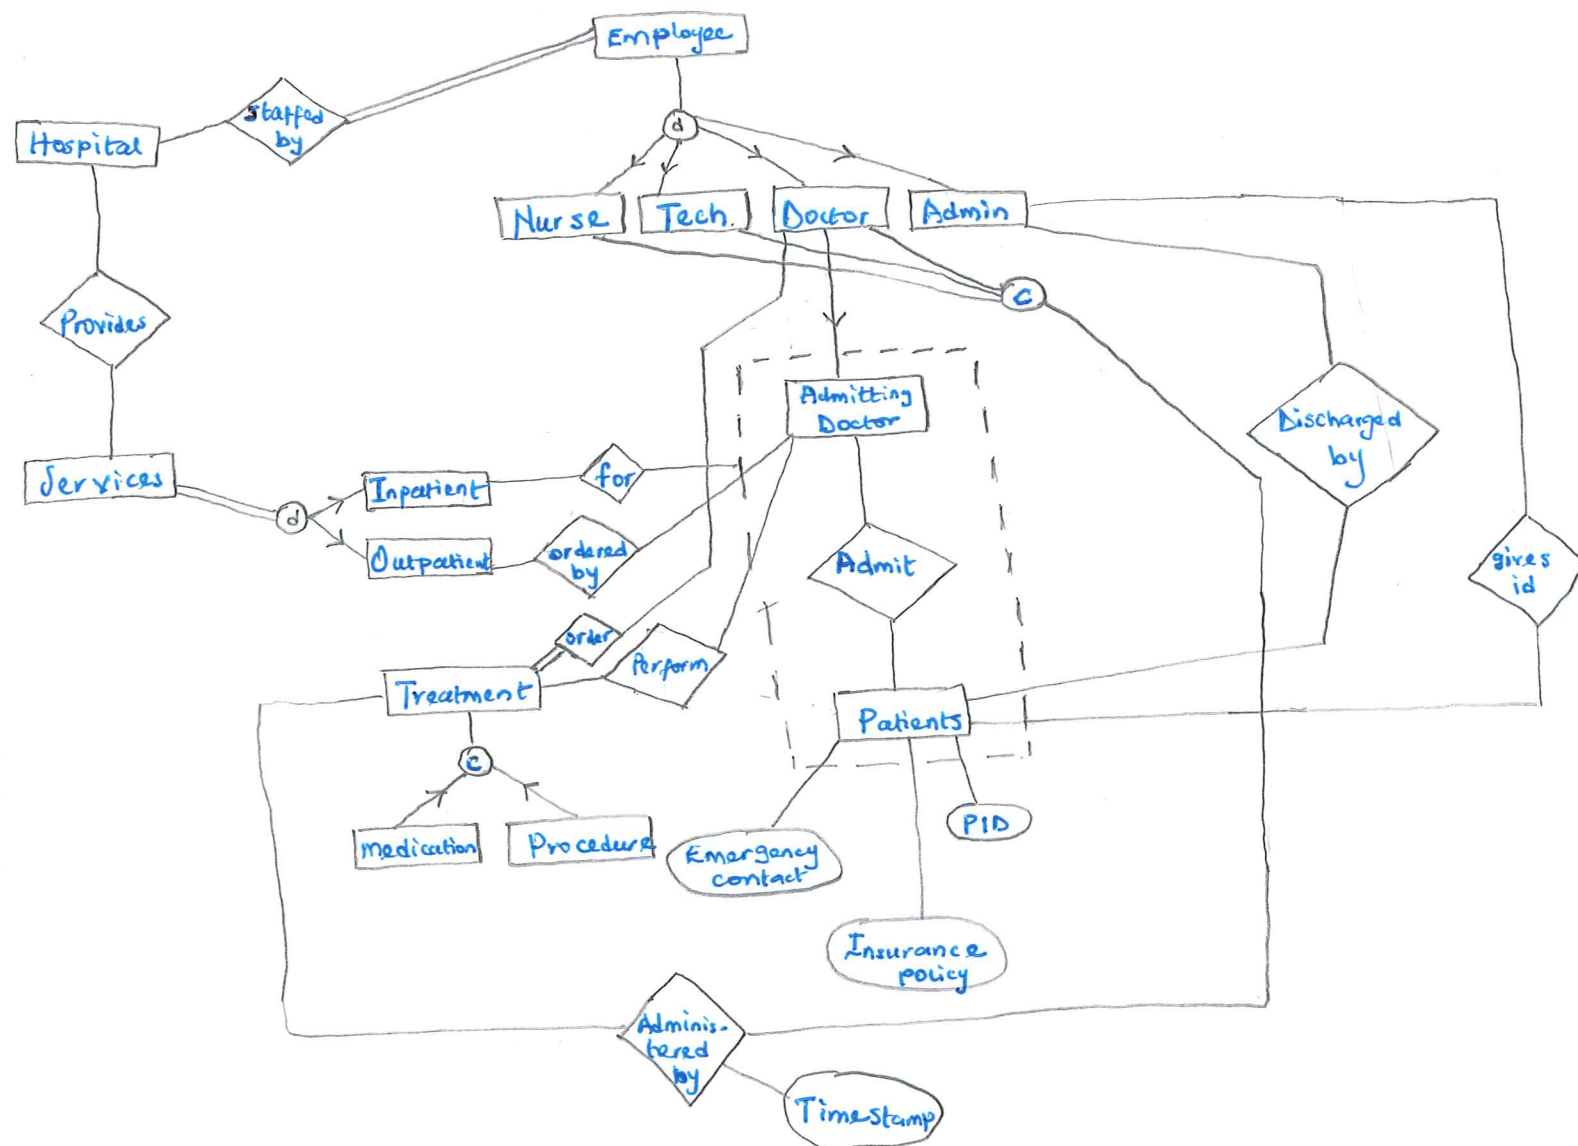 Employee
Staffed
by
Hospital
d
Nurse
Tech.
Doctor
Admin
c
Provides
Admitting
Doctor
Discharged
by
Services
Inpatient
for
d
Outpatient
ordered
by
Admit
gives
id
order
Perform
Treatment
Patients
c
medication
Procedure
PID
Emergency
contact
Insurance
policy
Adminis-
tered
by
Timestamp